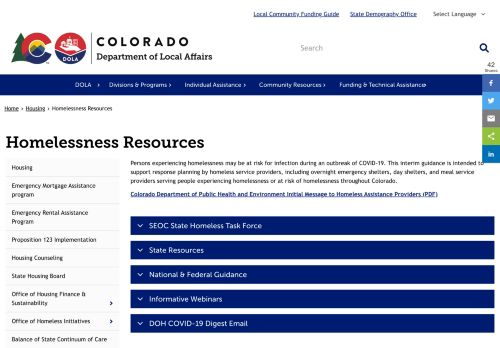 Local Community Funding Guide State Demography Office Select Language
COLORADO
Department of Local Affairs
DOLA
Search
42
Shares
DOLA Divisions & Programs Individual Assistance Community Resources Funding & Technical Assistance
Home › Housing › Homelessness Resources
Homelessness Resources
Housing
Emergency Mortgage Assistance
program
Emergency Rental Assistance
Program
Proposition 123 Implementation
Housing Counseling
State Housing Board
Office of Housing Finance &
Sustainability
Office of Homeless Initiatives
Balance of State Continuum of Care
Persons experiencing homelessness may be at risk for infection during an outbreak of COVID-19. This interim guidance is intended to
support response planning by homeless service providers, including overnight emergency shelters, day shelters, and meal service
providers serving people experiencing homelessness or at risk of homelessness throughout Colorado.
Colorado Department of Public Health and Environment Initial Message to Homeless Assistance Providers (PDF)
SEOC State Homeless Task Force
State Resources
National & Federal Guidance
Informative Webinars
DOH COVID-19 Digest Email